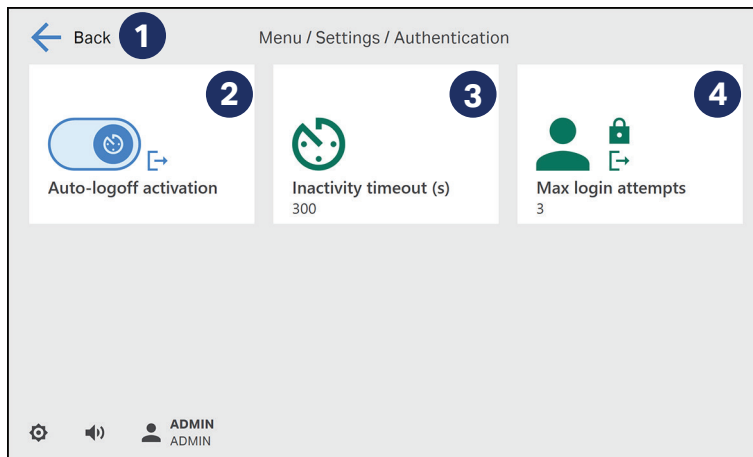 Back 1 Menu / Settings / Authentication
2 3 4
Auto-logoff activation
Inactivity timeout (s)
300
Max login attempts
3
ADMIN
ADMIN